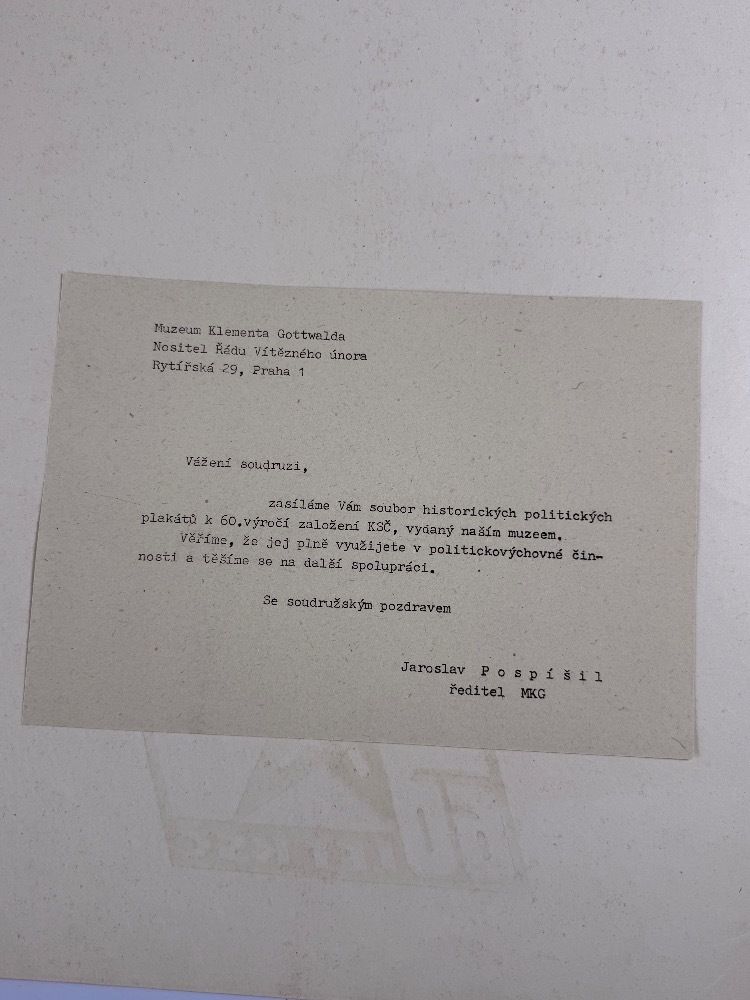 Muzeum Klementa Gottwalda
Nositel Řádu Vítězného února
Rytířská 29, Praha 1
Vážení soudruzi,
zasíláme Vám soubor historických politických
plakátů k 60.výročí založení KSČ, vydaný naším muzeem.
Věříme, že jej plně využijete v politickovýchovné čin-
nosti a těšíme se na další spolupráci.
Se soudružským pozdravem
Jaroslav P o s p í š i l
ředitel MKG